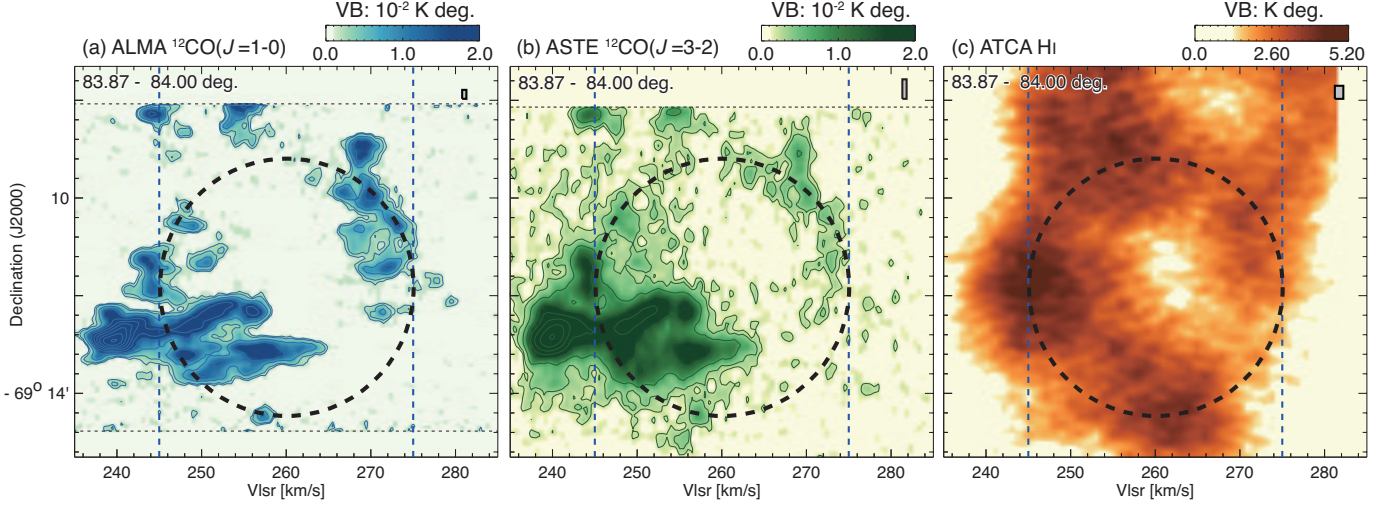 VB: 10⁻² K deg.
0.0 1.0 2.0
(a) ALMA ¹²CO(J=1-0)
83.87 - 84.00 deg.
VB: 10⁻² K deg.
0.0 1.0 2.0
(b) ASTE ¹²CO(J=3-2)
83.87 - 84.00 deg.
VB: K deg.
0.0 2.60 5.20
(c) ATCA HI
83.87 - 84.00 deg.
Declination (J2000)
10
- 69° 14'
240 250 260 270 280
Vlsr [km/s]
240 250 260 270 280
Vlsr [km/s]
240 250 260 270 280
Vlsr [km/s]